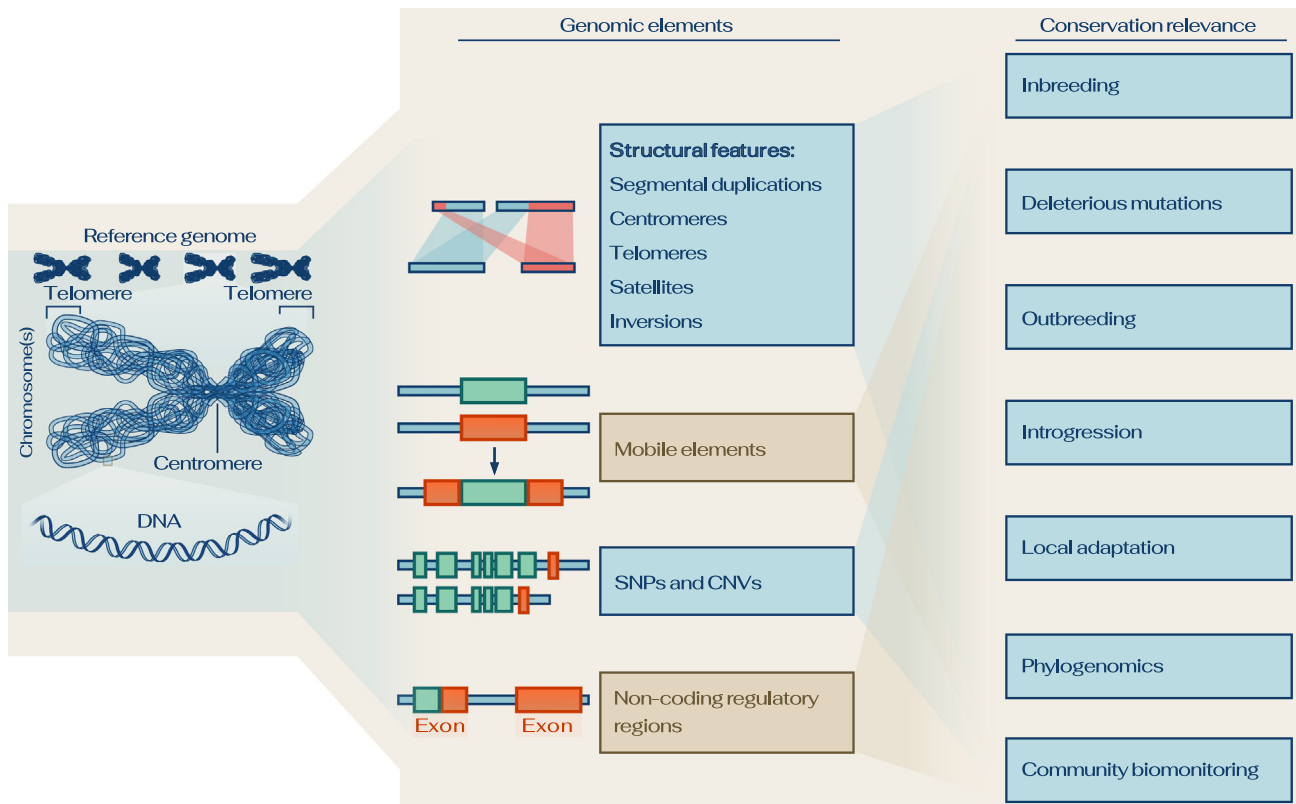 Genomic elements
Conservation relevance
Reference genome
Telomere
Telomere
Chromosome(s)
Centromere
DNA
Structural features:
Segmental duplications
Centromeres
Telomeres
Satellites
Inversions
Mobile elements
SNPs and CNVs
Non-coding regulatory
regions
Exon
Exon
Inbreeding
Deleterious mutations
Outbreeding
Introgression
Local adaptation
Phylogenomics
Community biomonitoring